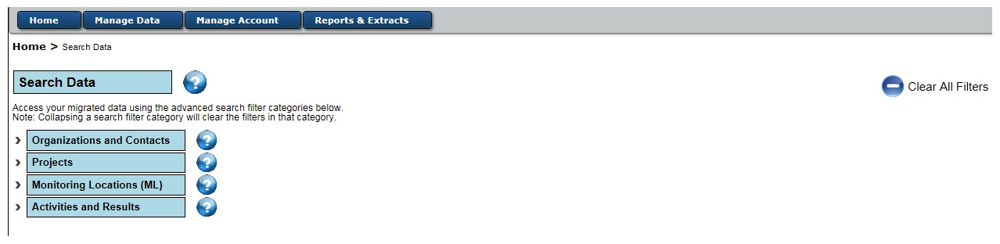 Home Manage Data Manage Account Reports & Extracts
Home > Search Data
Search Data ?
Clear All Filters
Access your migrated data using the advanced search filter categories below.
Note: Collapsing a search filter category will clear the filters in that category.
Organizations and Contacts ?
Projects ?
Monitoring Locations (ML) ?
Activities and Results ?